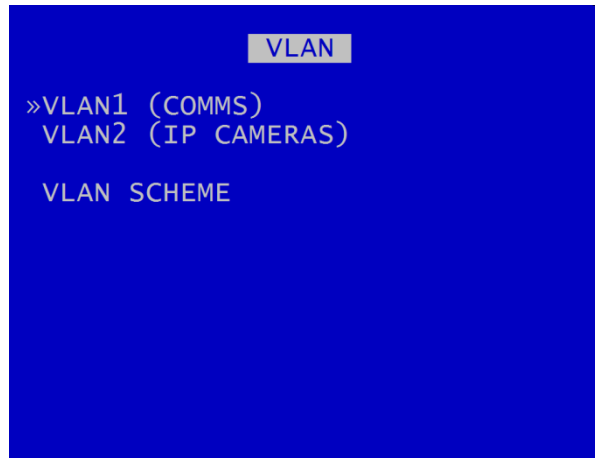 VLAN
»VLAN1 (COMMS)
VLAN2 (IP CAMERAS)
VLAN SCHEME